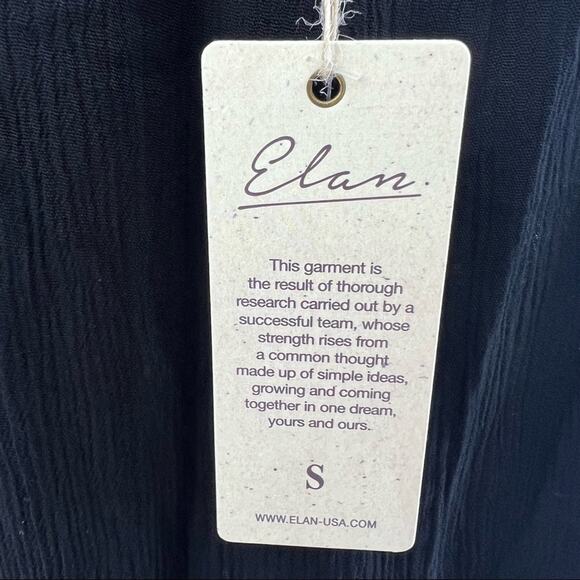 Elan.
This garment is
the result of thorough
research carried out by a
successful team, whose
strength rises from
a common thought
made up of simple ideas,
growing and coming
together in one dream,
yours and ours.
S
WWW.ELAN-USA.COM